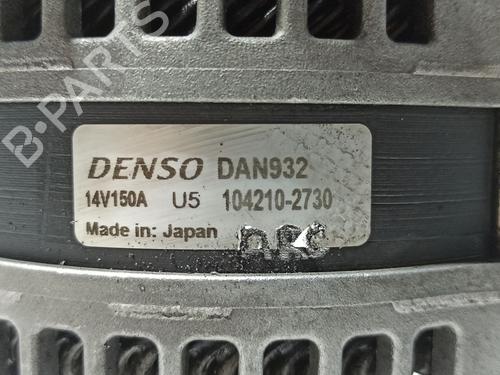 B-PARTS
DENSO DAN932
14V150A U5 104210-2730
Made in: Japan